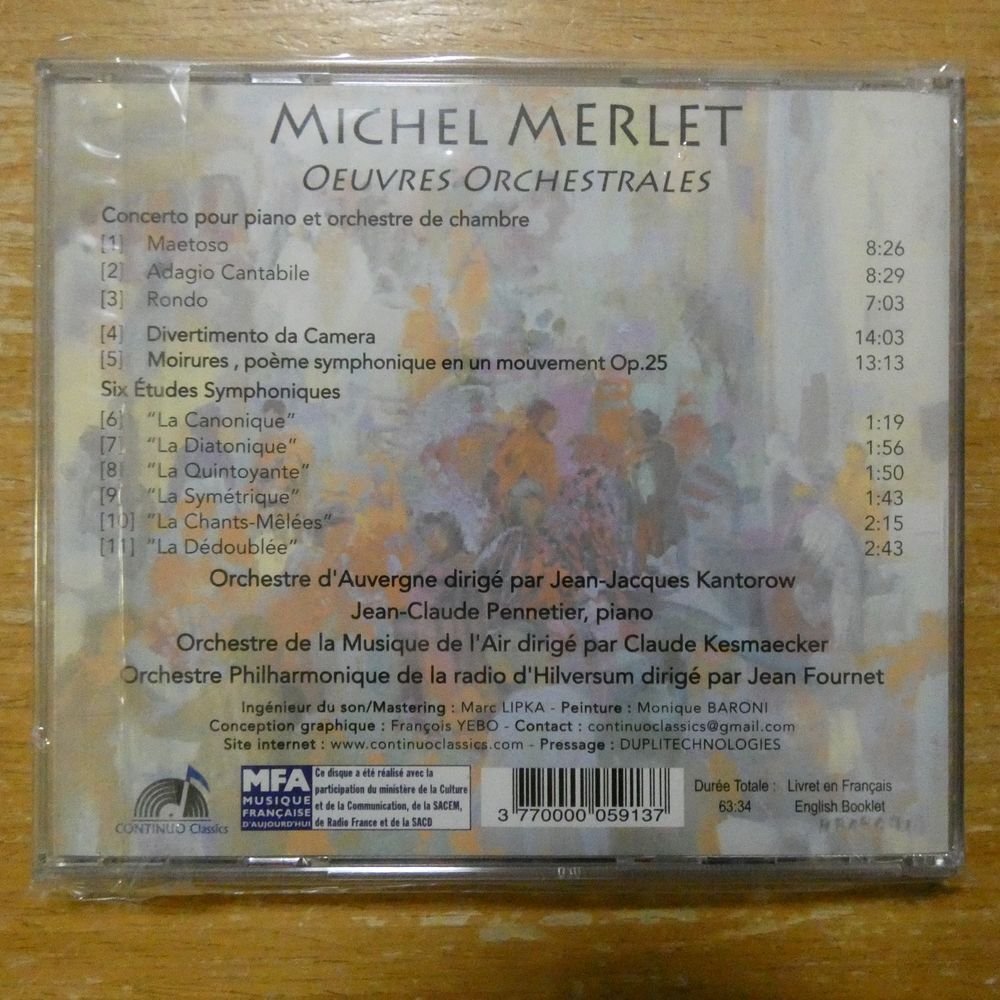 MICHEL MERLET
OEUVRES ORCHESTRALES
Concerto pour piano et orchestre de chambre
[1] Maetoso 8:26
[2] Adagio Cantabile 8:29
[3] Rondo 7:03
[4] Divertimento da Camera 14:03
[5] Moirures , poème symphonique en un mouvement Op.25 13:13
Six Études Symphoniques
[6] "La Canonique" 1:19
[7] "La Diatonique" 1:56
[8] "La Quintoyante" 1:50
[9] "La Symétrique" 1:43
[10] "La Chants-Mêlées" 2:15
[11] "La Dédoublée" 2:43
Orchestre d'Auvergne dirigé par Jean-Jacques Kantorow
Jean-Claude Pennetier, piano
Orchestre de la Musique de l'Air dirigé par Claude Kesmaecker
Orchestre Philharmonique de la radio d'Hilversum dirigé par Jean Fournet
Ingénieur du son/Mastering : Marc LIPKA - Peinture : Monique BARONI
Conception graphique : François YEBO - Contact : continuoclassics@gmail.com
Site internet : www.continuoclassics.com - Pressage : DUPLITECHNOLOGIES
CONTINUO Classics
MFA
MUSIQUE
FRANÇAISE
D'AUJOURD'HUI
Ce disque a été réalisé avec la
participation du ministère de la Culture
et de la Communication, de la SACEM,
de Radio France et de la SACD
3 770000 059137
Durée Totale :
63:34
Livret en Français
English Booklet